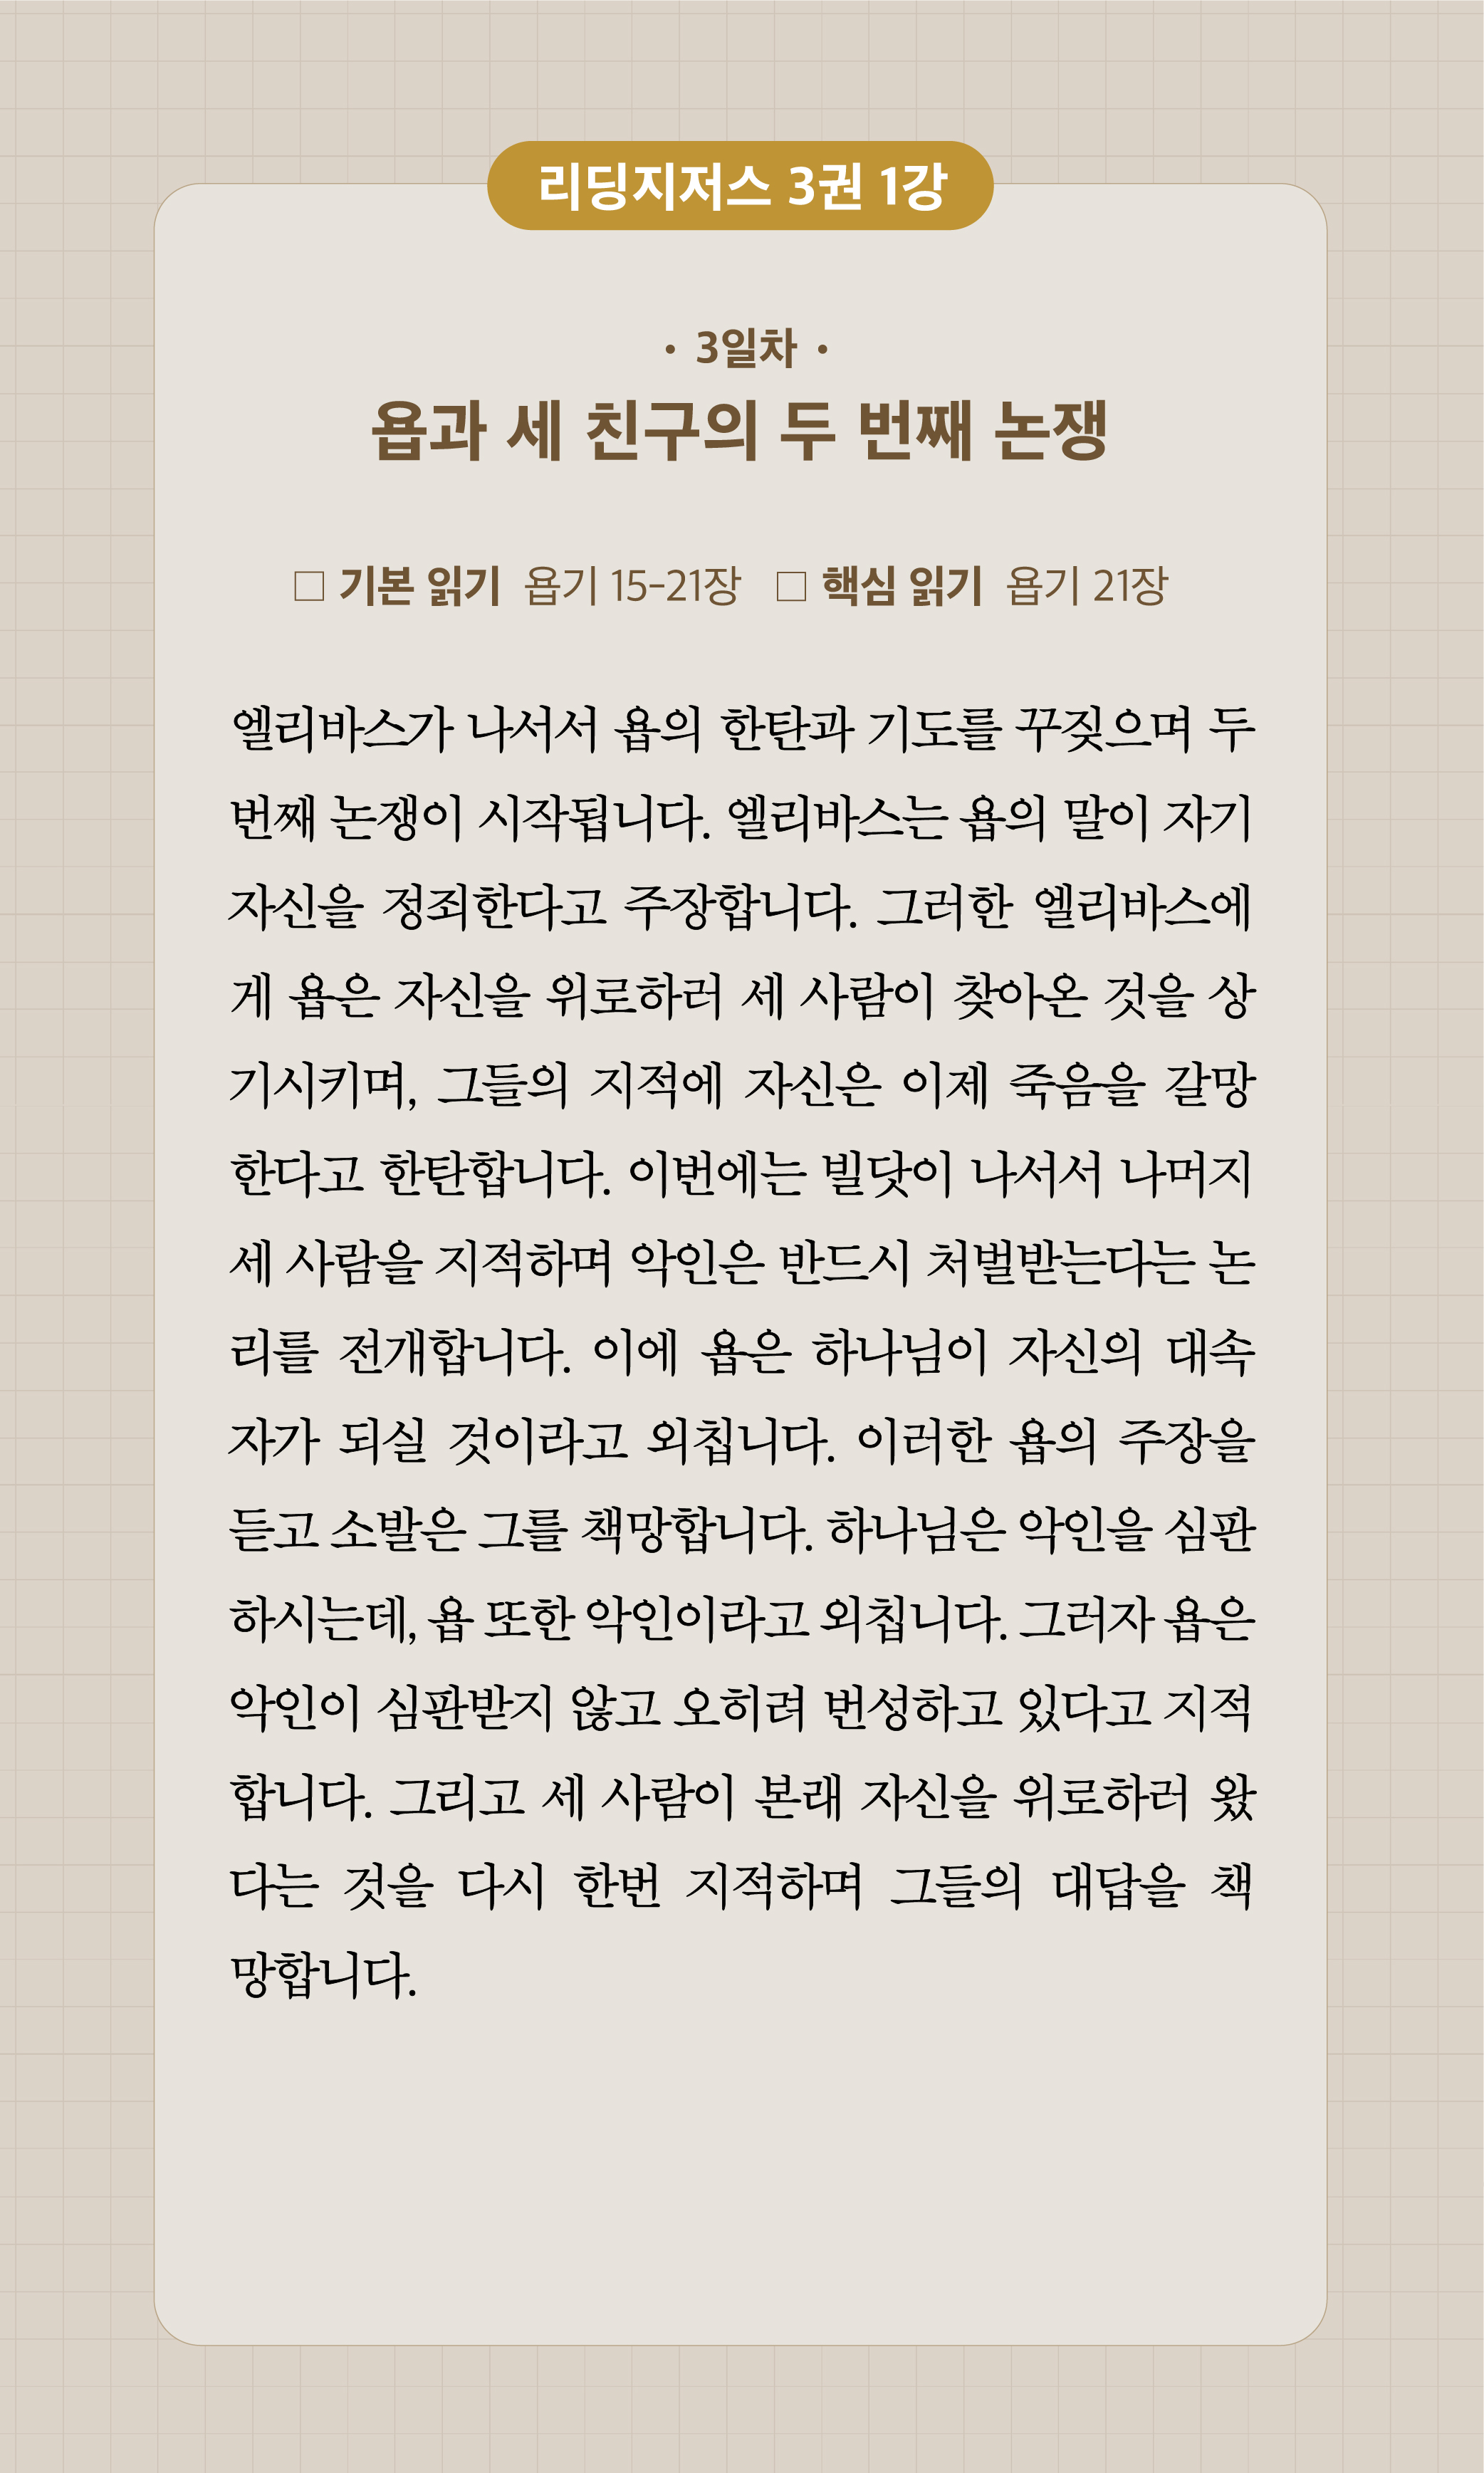 리딩지저스 3권 1강
· 3일차 ·
욥과 세 친구의 두 번째 논쟁
□ 기본 읽기 욥기 15-21장 □ 핵심 읽기 욥기 21장
엘리바스가 나서서 욥의 한탄과 기도를 꾸짖으며 두
번째 논쟁이 시작됩니다. 엘리바스는 욥의 말이 자기
자신을 정죄한다고 주장합니다. 그러한 엘리바스에
게 욥은 자신을 위로하러 세 사람이 찾아온 것을 상
기시키며, 그들의 지적에 자신은 이제 죽음을 갈망
한다고 한탄합니다. 이번에는 빌닷이 나서서 나머지
세 사람을 지적하며 악인은 반드시 처벌받는다는 논
리를 전개합니다. 이에 욥은 하나님이 자신의 대속
자가 되실 것이라고 외칩니다. 이러한 욥의 주장을
듣고 소발은 그를 책망합니다. 하나님은 악인을 심판
하시는데, 욥 또한 악인이라고 외칩니다. 그러자 욥은
악인이 심판받지 않고 오히려 번성하고 있다고 지적
합니다. 그리고 세 사람이 본래 자신을 위로하러 왔
다는 것을 다시 한번 지적하며 그들의 대답을 책
망합니다.